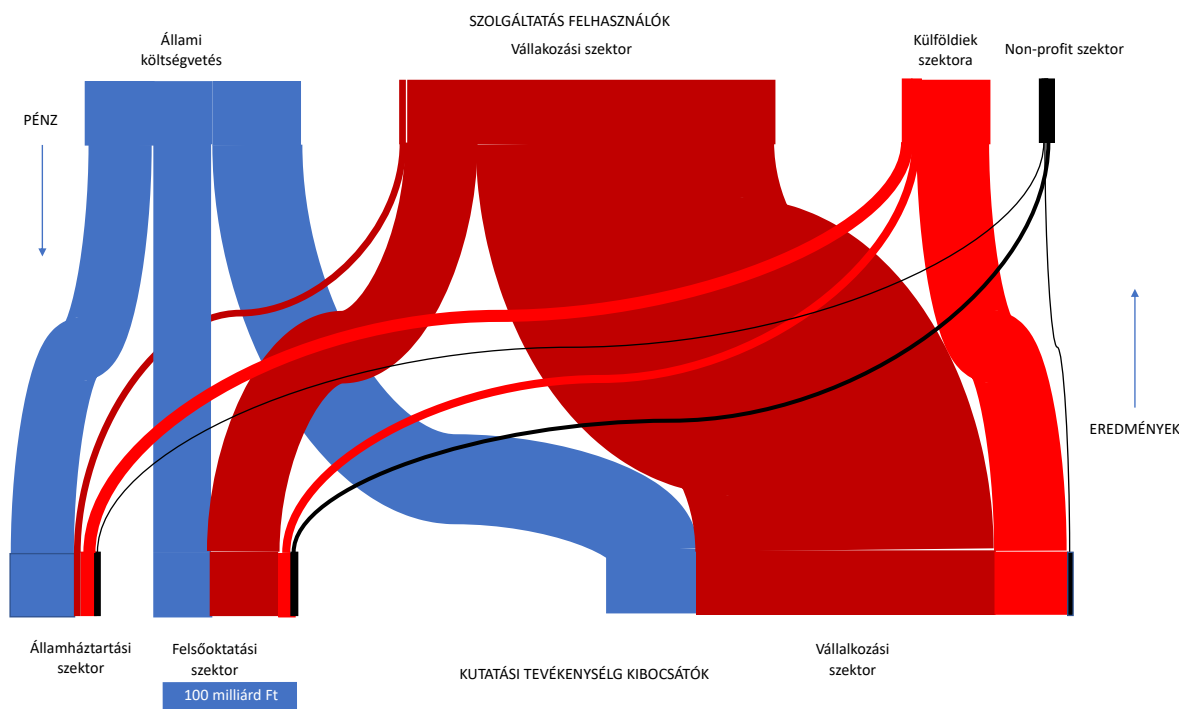 SZOLGÁLTATÁS FELHASZNÁLÓK
Állami
költségvetés
Vállakozási szektor
Külföldiek
szektora
Non-profit szektor
PÉNZ
EREDMÉNYEK
Államháztartási
szektor
Felsőoktatási
szektor
KUTATÁSI TEVÉKENYSÉLG KIBOCSÁTÓK
Vállalkozási
szektor
100 milliárd Ft